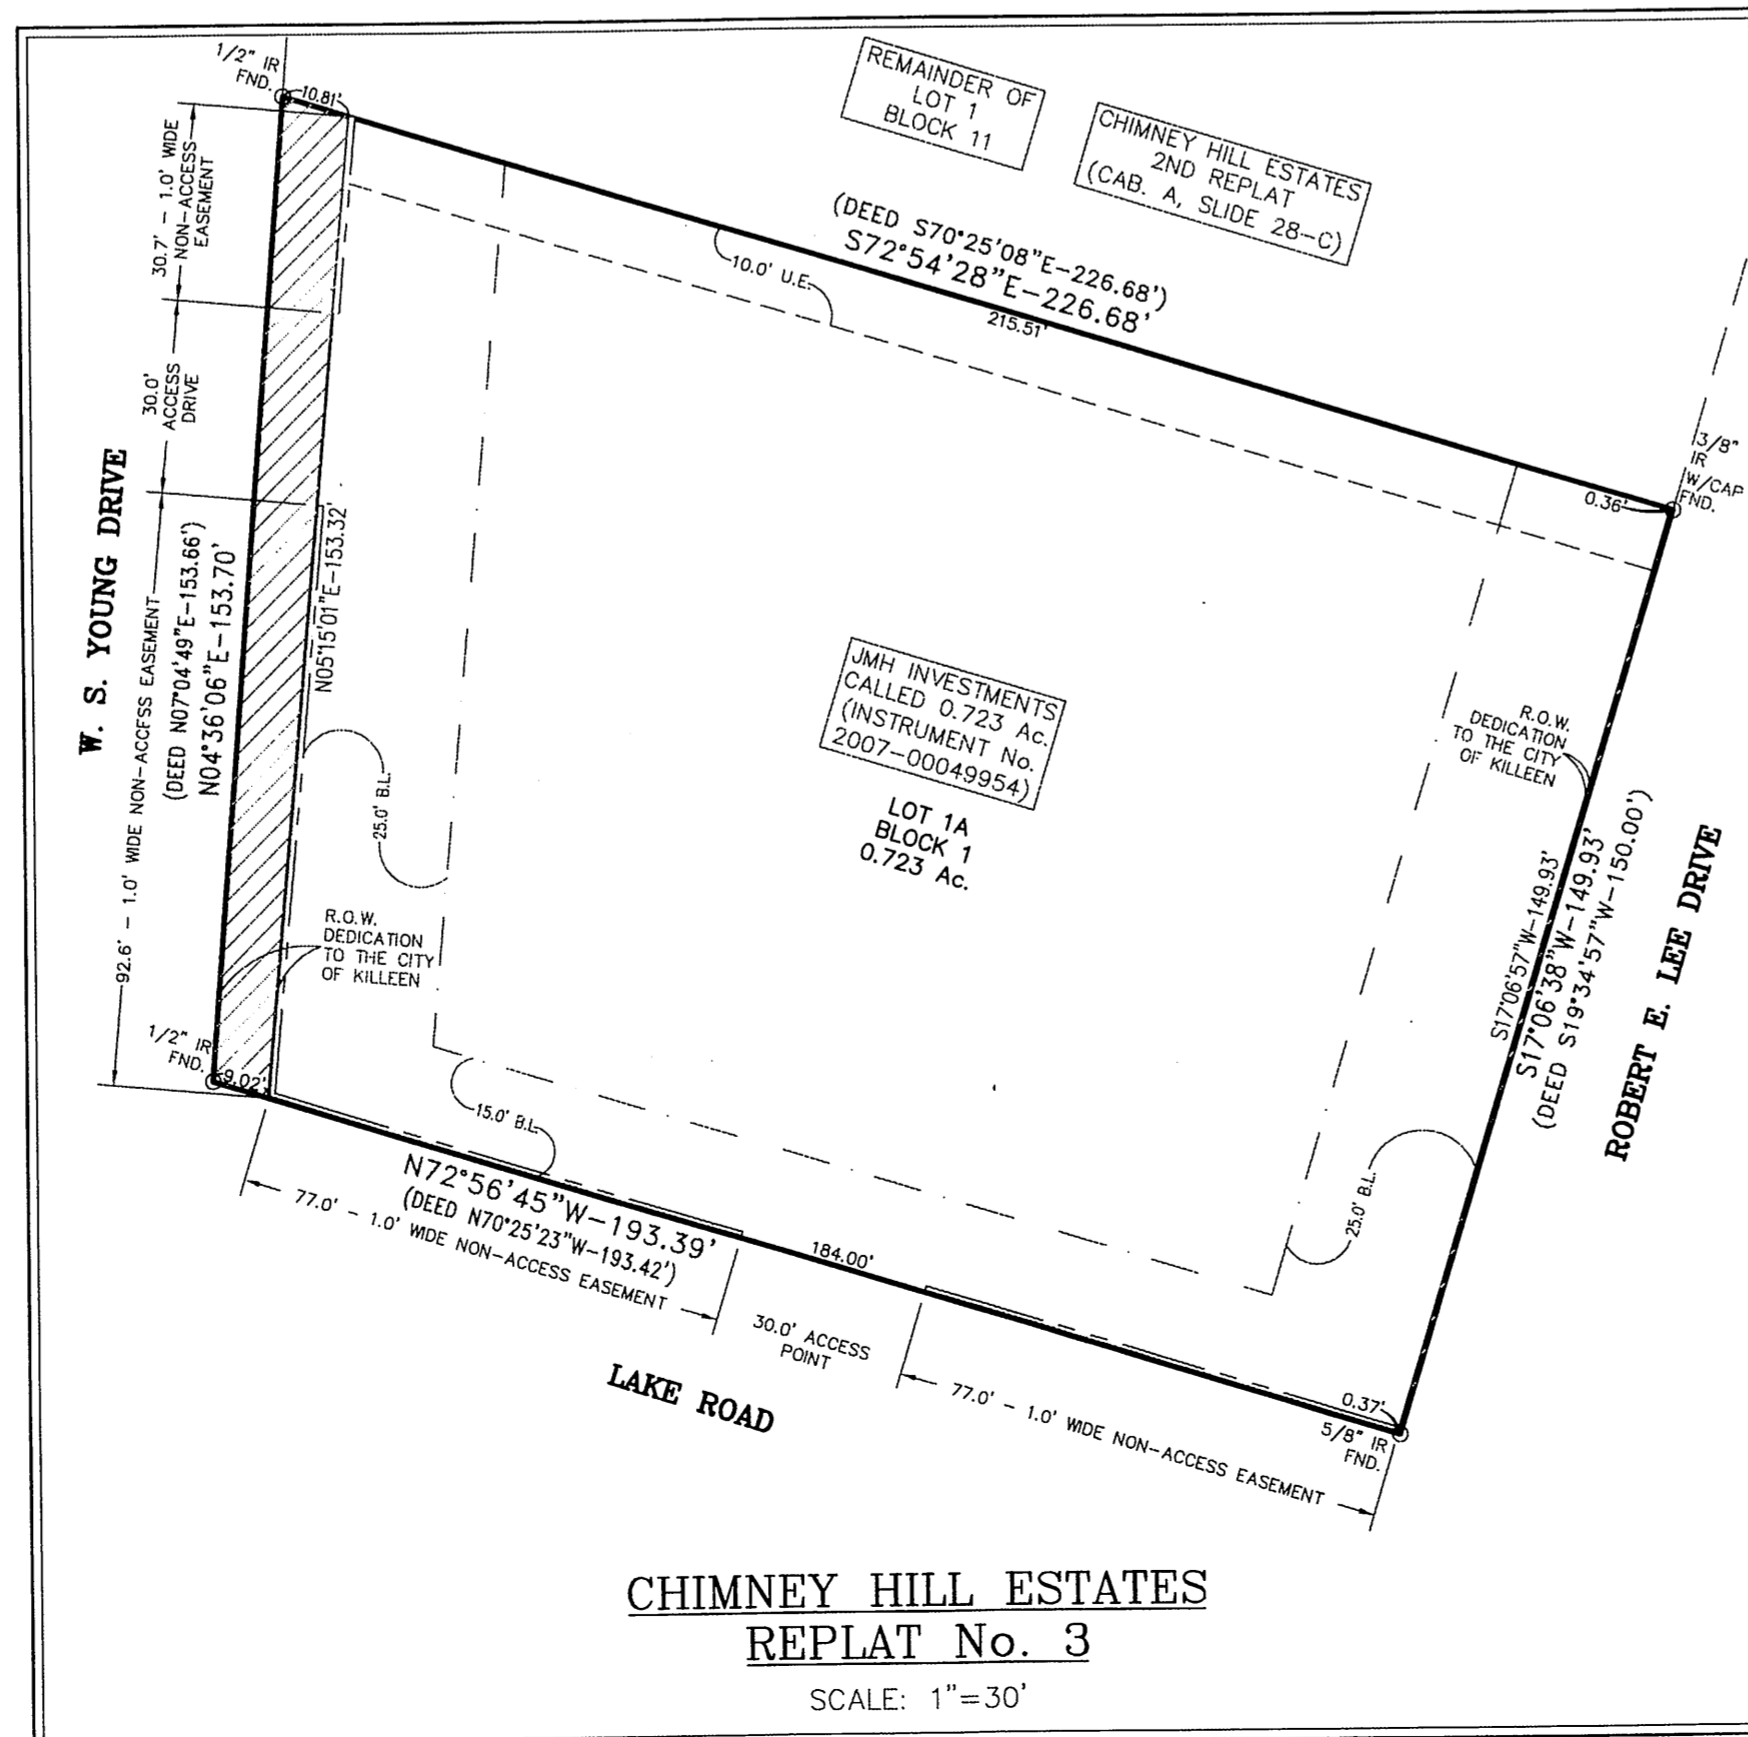 1/2" IR
FND.
10.81'
REMAINDER OF
LOT 1
BLOCK 11
CHIMNEY HILL ESTATES
2ND REPLAT
(CAB. A, SLIDE 28-C)
30.7' - 1.0' WIDE
NON-ACCESS
EASEMENT
(DEED S70°25'08"E-226.68')
S72°54'28"E-226.68'
215.51'
10.0' U.E.
30.0'
ACCESS
DRIVE
3/8"
IR
W/CAP
FND.
0.36'
W. S. YOUNG DRIVE
92.6' - 1.0' WIDE NON-ACCESS EASEMENT
(DEED N07°04'49"E-153.66')
N04°36'06"E-153.70'
N05°15'01"E-153.32'
25.0' B.L.
JMH INVESTMENTS
CALLED 0.723 Ac.
(INSTRUMENT No.
2007-00049954)
LOT 1A
BLOCK 1
0.723 Ac.
R.O.W.
DEDICATION
TO THE CITY
OF KILLEEN
S17°06'57"W-149.93'
S17°06'38"W-149.93'
(DEED S19°34'57"W-150.00')
ROBERT E. LEE DRIVE
R.O.W.
DEDICATION
TO THE CITY
OF KILLEEN
1/2" IR
FND.
9.02'
15.0' B.L.
25.0' B.L.
N72°56'45"W-193.39'
(DEED N70°25'23"W-193.42')
77.0' - 1.0' WIDE NON-ACCESS EASEMENT
184.00'
30.0' ACCESS
POINT
77.0' - 1.0' WIDE NON-ACCESS EASEMENT
0.37'
5/8" IR
FND.
LAKE ROAD
CHIMNEY HILL ESTATES
REPLAT No. 3
SCALE: 1"=30'